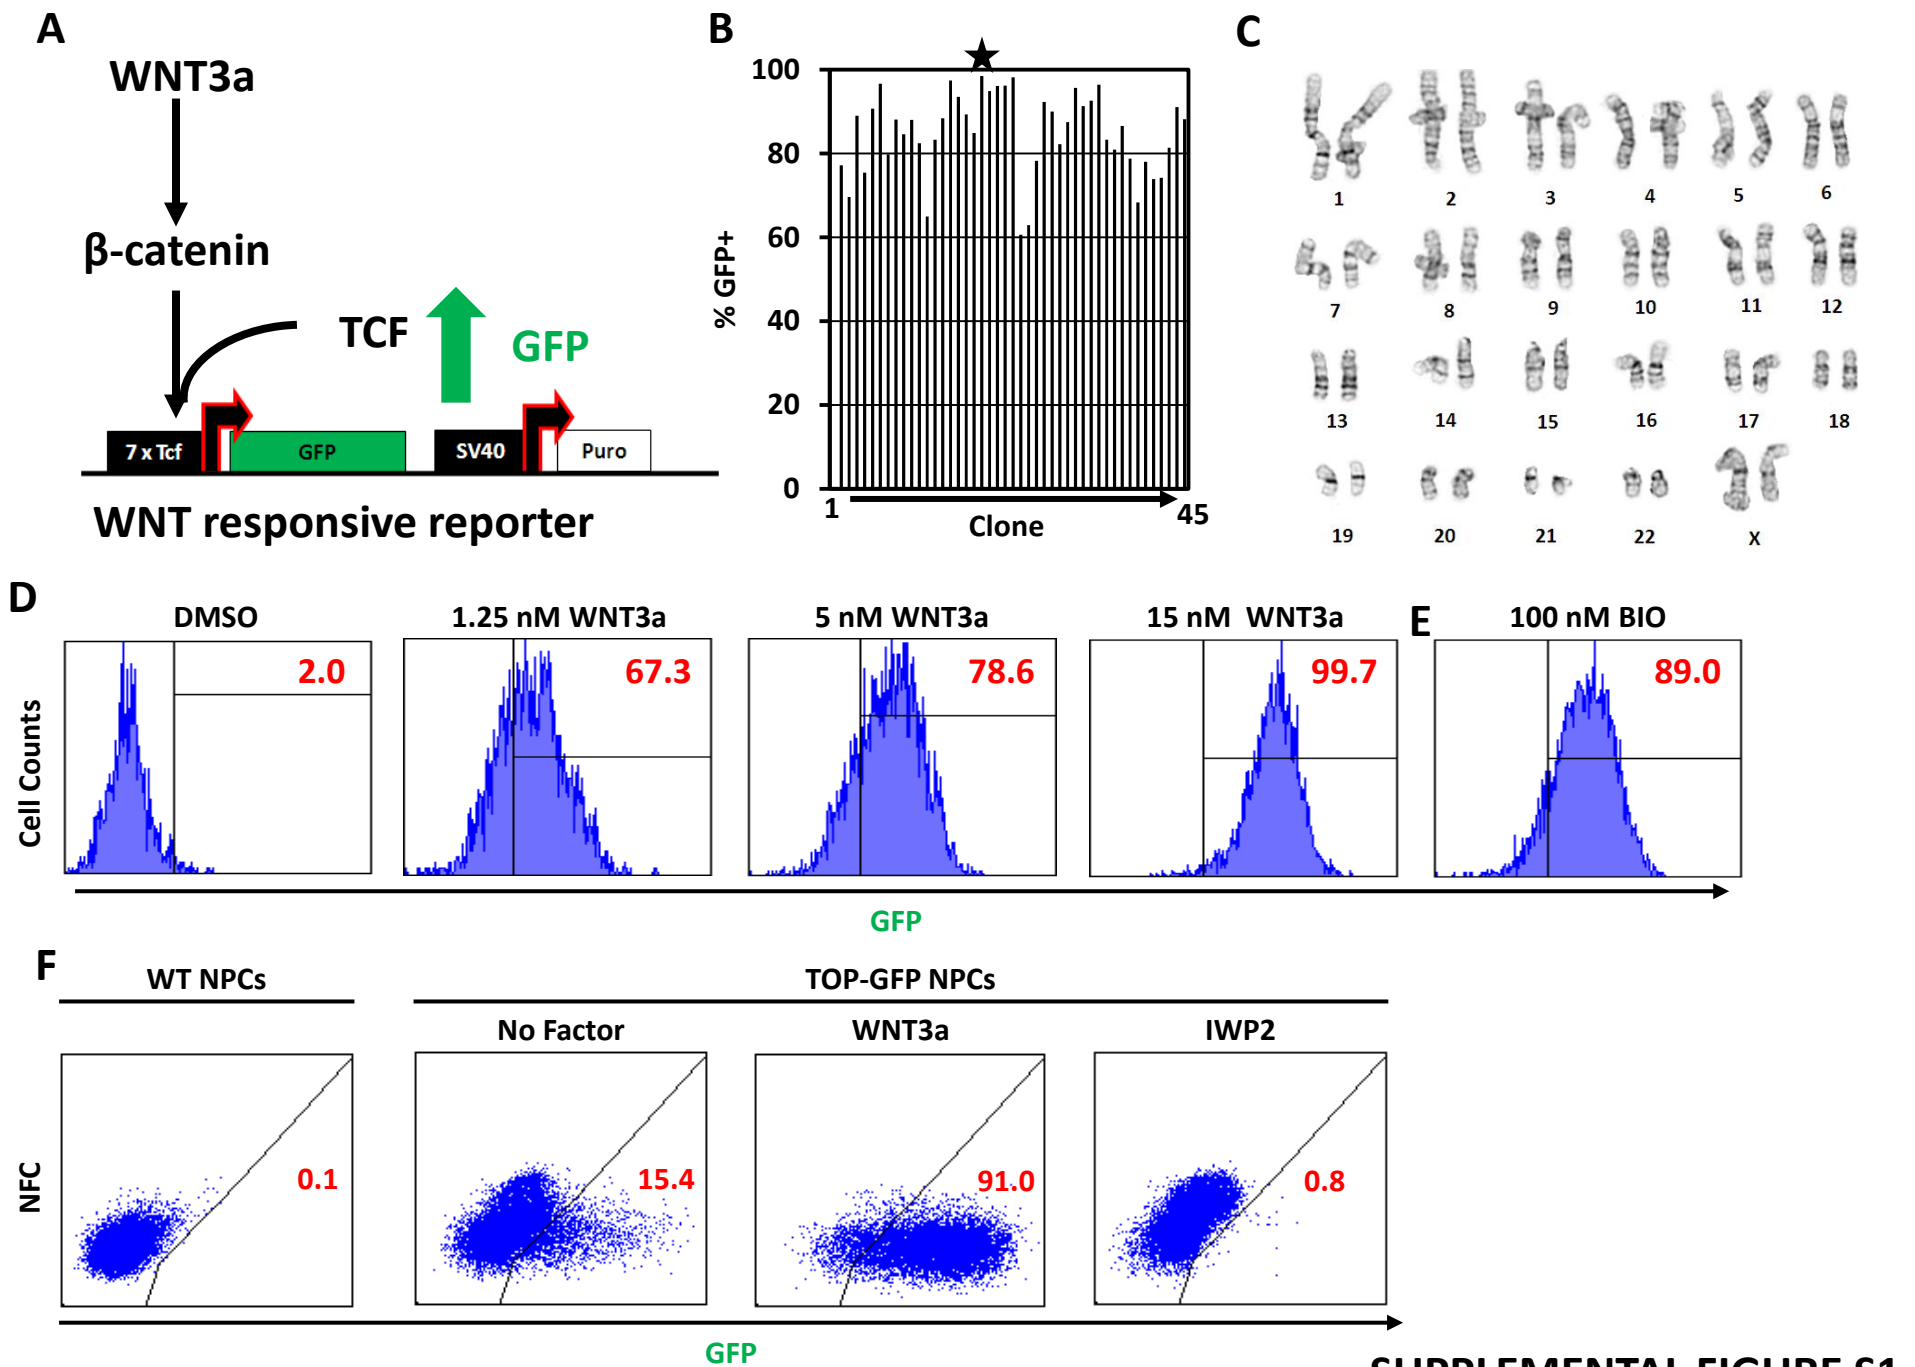 A
WNT3a
β-catenin
TCF
GFP
7 x Tcf
GFP
SV40
Puro
WNT responsive reporter
B
% GFP+
100
80
60
40
20
0
1
45
Clone
C
1 2 3 4 5 6
7 8 9 10 11 12
13 14 15 16 17 18
19 20 21 22 X
D
DMSO
1.25 nM WNT3a
5 nM WNT3a
15 nM WNT3a
E
100 nM BIO
2.0
67.3
78.6
99.7
89.0
Cell Counts
GFP
F
WT NPCs
TOP-GFP NPCs
No Factor
WNT3a
IWP2
0.1
15.4
91.0
0.8
NFC
GFP
SUPPLEMENTAL FIGURE S1